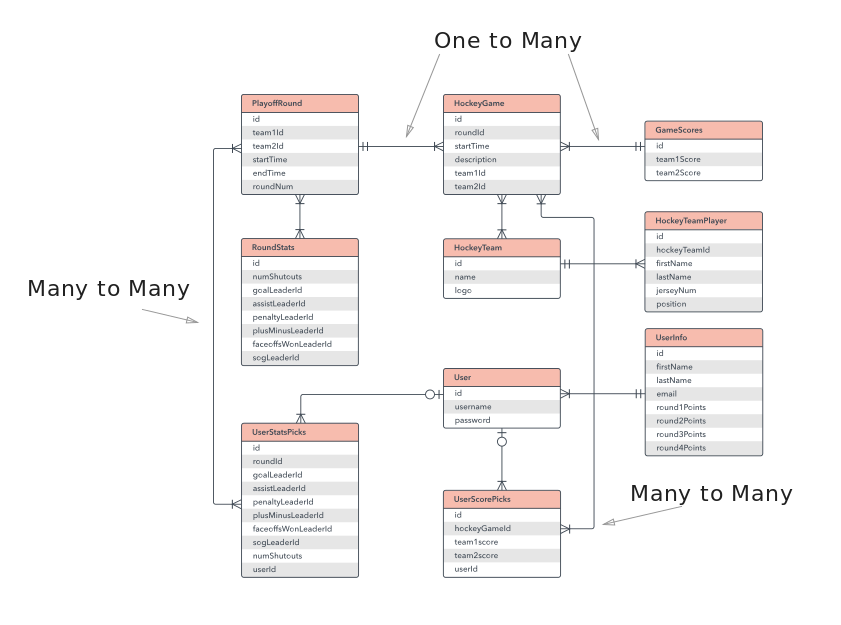 One to Many
PlayoffRound
id
team1Id
team2Id
startTime
endTime
roundNum
HockeyGame
id
roundId
startTime
description
team1Id
team2Id
GameScores
id
team1Score
team2Score
HockeyTeamPlayer
id
hockeyTeamId
firstName
lastName
jerseyNum
position
RoundStats
id
numShutouts
goalLeaderId
assistLeaderId
penaltyLeaderId
plusMinusLeaderId
faceoffsWonLeaderId
sogLeaderId
HockeyTeam
id
name
logo
Many to Many
UserInfo
id
firstName
lastName
email
round1Points
round2Points
round3Points
round4Points
User
id
username
password
UserStatsPicks
id
roundId
goalLeaderId
assistLeaderId
penaltyLeaderId
plusMinusLeaderId
faceoffsWonLeaderId
sogLeaderId
numShutouts
userId
UserScorePicks
id
hockeyGameId
team1score
team2score
userId
Many to Many